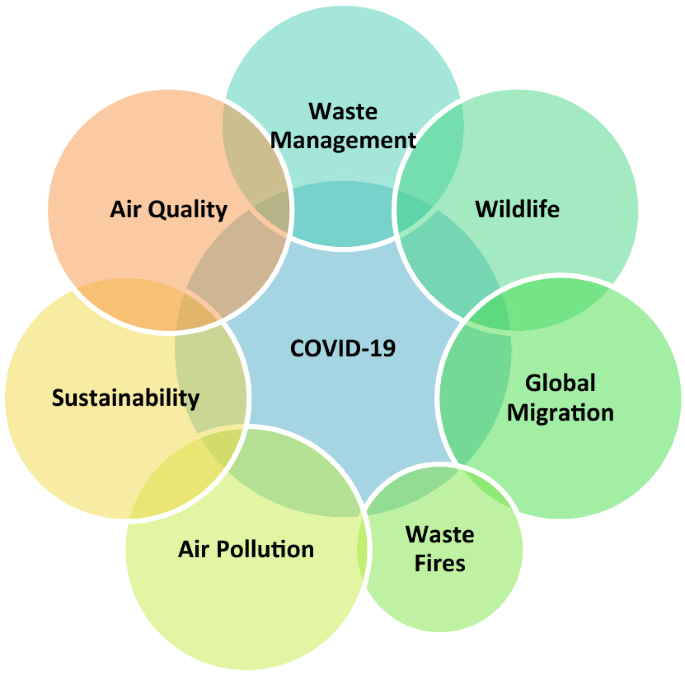 Waste
Management
Air Quality
Wildlife
COVID-19
Sustainability
Global
Migration
Air Pollution
Waste
Fires